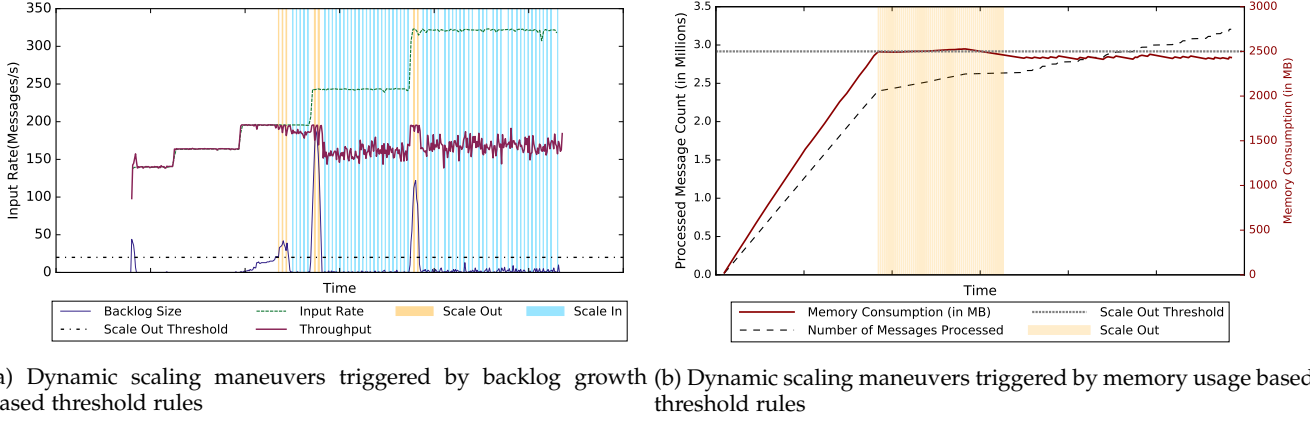 350
300
250
200
150
100
50
0
Input Rate(Messages/s)
Time
Backlog Size
Input Rate
Scale Out
Scale In
Scale Out Threshold
Throughput
a) Dynamic scaling maneuvers triggered by backlog growth
ased threshold rules
3.5
3.0
2.5
2.0
1.5
1.0
0.5
0.0
Processed Message Count (in Millions)
3000
2500
2000
1500
1000
500
0
Memory Consumption (in MB)
Time
Memory Consumption (in MB)
Scale Out Threshold
Number of Messages Processed
Scale Out
(b) Dynamic scaling maneuvers triggered by memory usage based
threshold rules